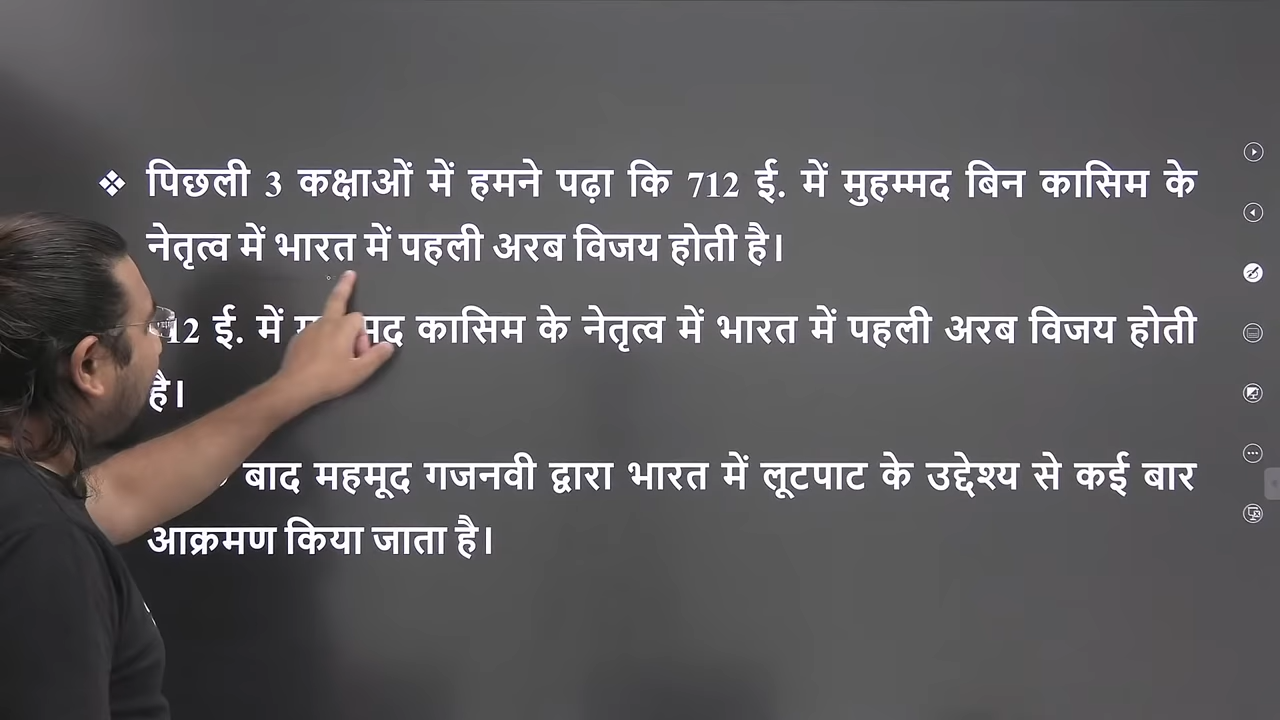 ❖ पिछली 3 कक्षाओं में हमने पढ़ा कि 712 ई. में मुहम्मद बिन कासिम के
नेतृत्व में भारत में पहली अरब विजय होती है।
12 ई. में कासिम के नेतृत्व में भारत में पहली अरब विजय होती
है।
बाद महमूद गजनवी द्वारा भारत में लूटपाट के उद्देश्य से कई बार
आक्रमण किया जाता है।